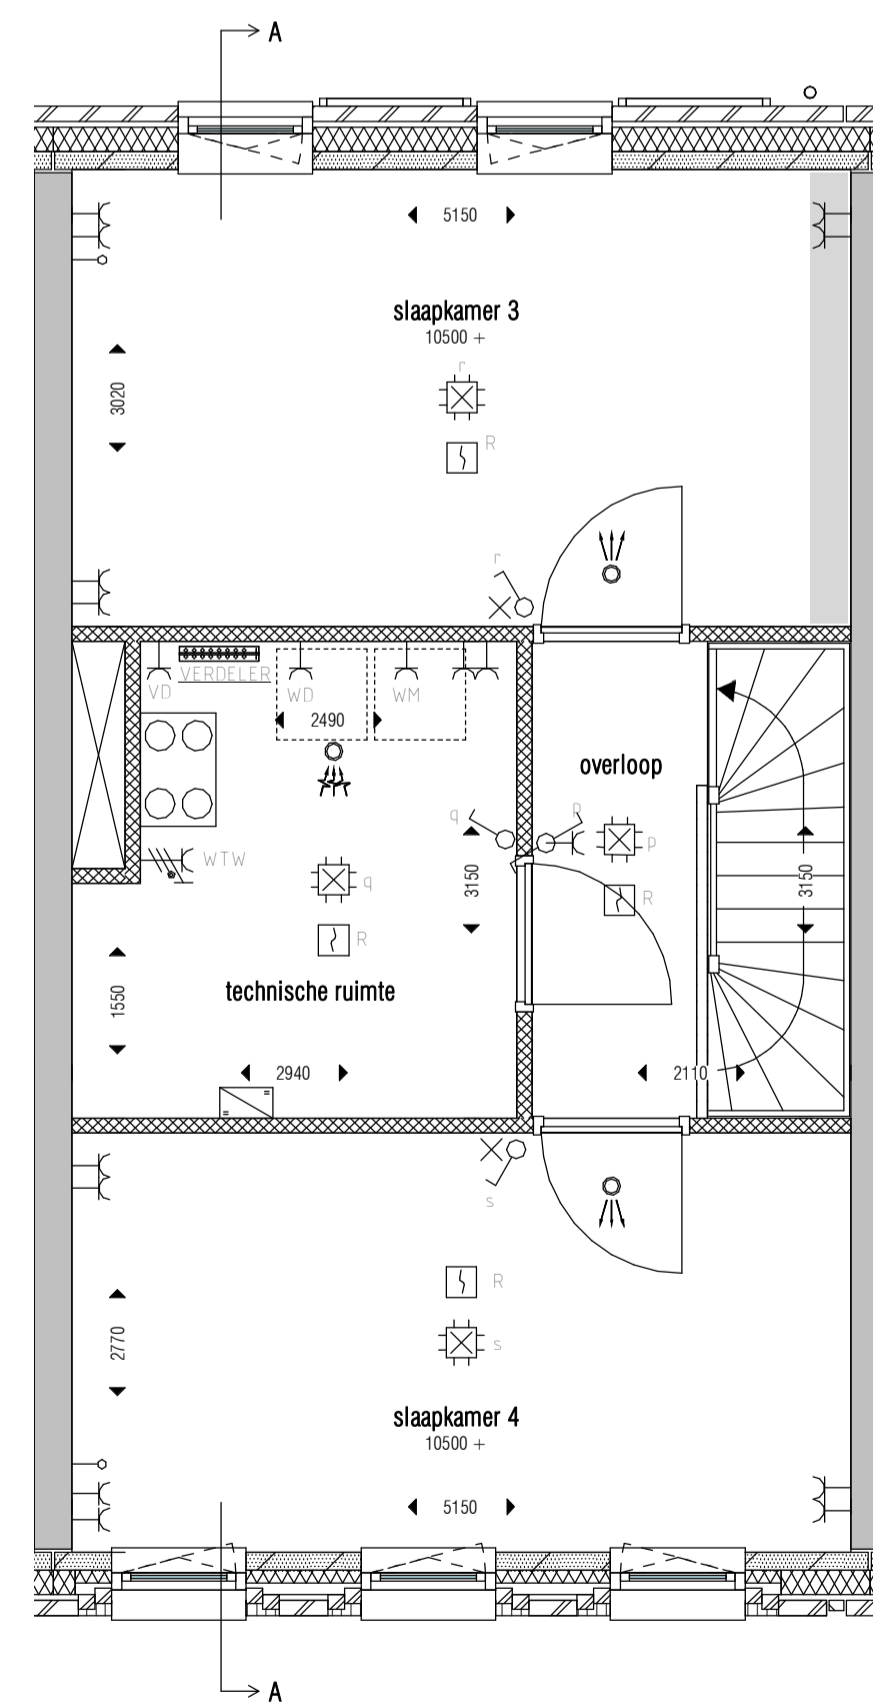 A
5150
slaapkamer 3
10500 +
r
3020
R
r
VERDELER
VD
WD
WM
2490
overloop
q
p
p
WTW
q
3150
3150
R
R
technische ruimte
1550
2940
2110
s
R
s
2770
slaapkamer 4
10500 +
5150
A